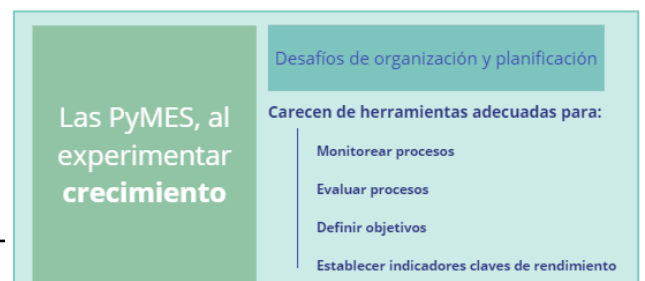 Las PyMES, al
experimentar
crecimiento
Desafíos de organización y planificación
Carecen de herramientas adecuadas para:
Monitorear procesos
Evaluar procesos
Definir objetivos
Establecer indicadores claves de rendimiento